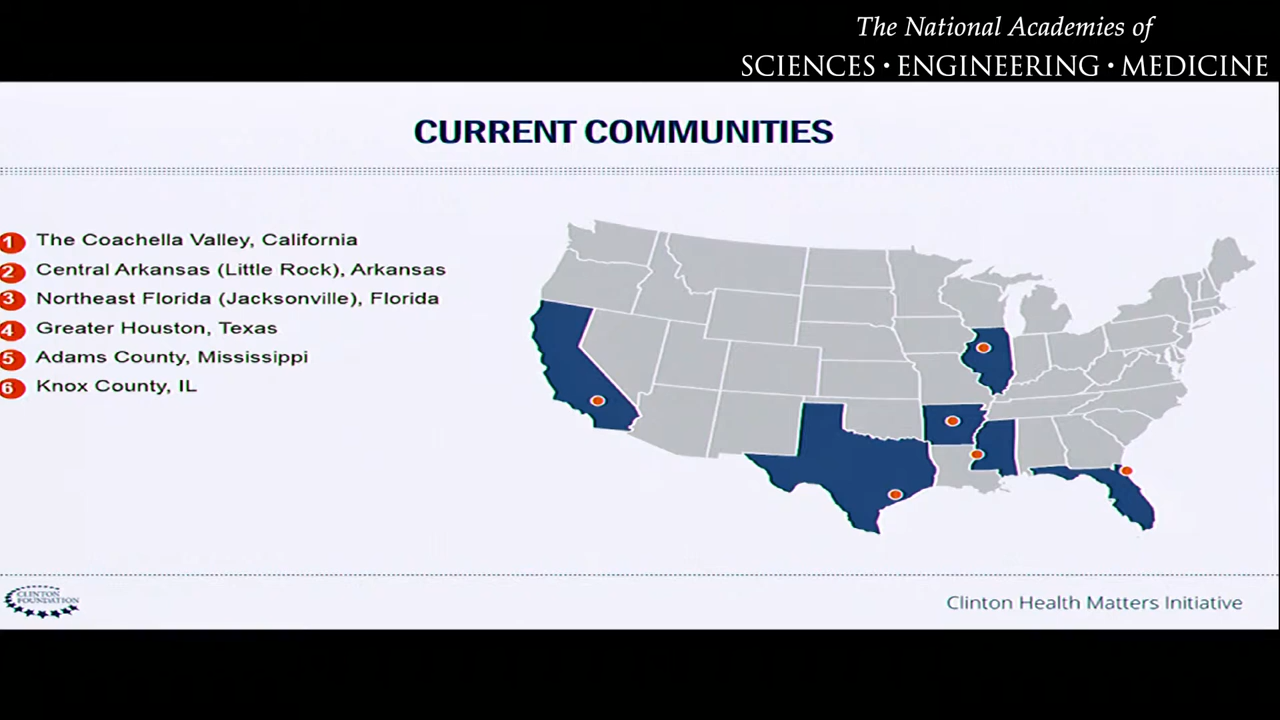 The National Academies of
SCIENCES • ENGINEERING • MEDICINE
CURRENT COMMUNITIES
1 The Coachella Valley, California
2 Central Arkansas (Little Rock), Arkansas
3 Northeast Florida (Jacksonville), Florida
4 Greater Houston, Texas
5 Adams County, Mississippi
6 Knox County, IL
CLINTON
FOUNDATION
Clinton Health Matters Initiative